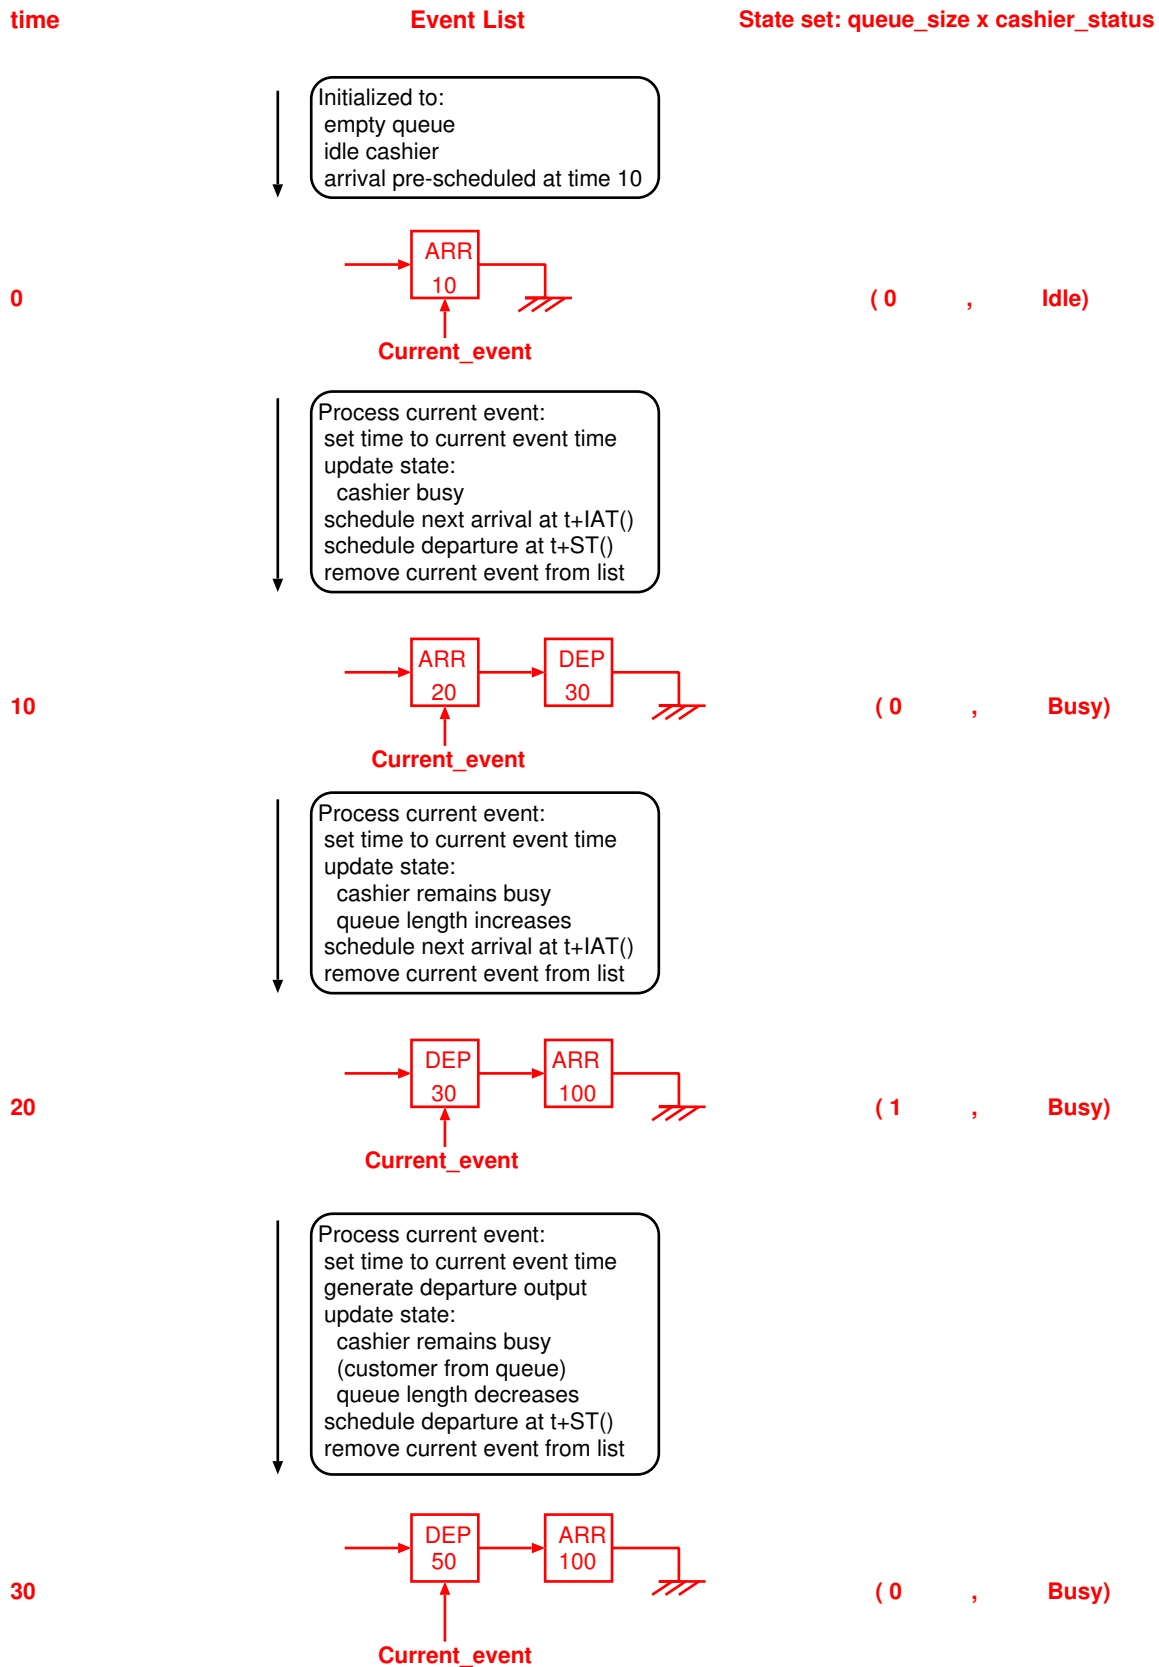 time Event List State set: queue_size x cashier_status
Initialized to:
empty queue
idle cashier
arrival pre-scheduled at time 10
ARR
10
0 ( 0 , Idle)
Current_event
Process current event:
set time to current event time
update state:
cashier busy
schedule next arrival at t+IAT()
schedule departure at t+ST()
remove current event from list
ARR DEP
20 30
10 ( 0 , Busy)
Current_event
Process current event:
set time to current event time
update state:
cashier remains busy
queue length increases
schedule next arrival at t+IAT()
remove current event from list
DEP ARR
30 100
20 ( 1 , Busy)
Current_event
Process current event:
set time to current event time
generate departure output
update state:
cashier remains busy
(customer from queue)
queue length decreases
schedule departure at t+ST()
remove current event from list
DEP ARR
50 100
30 ( 0 , Busy)
Current_event